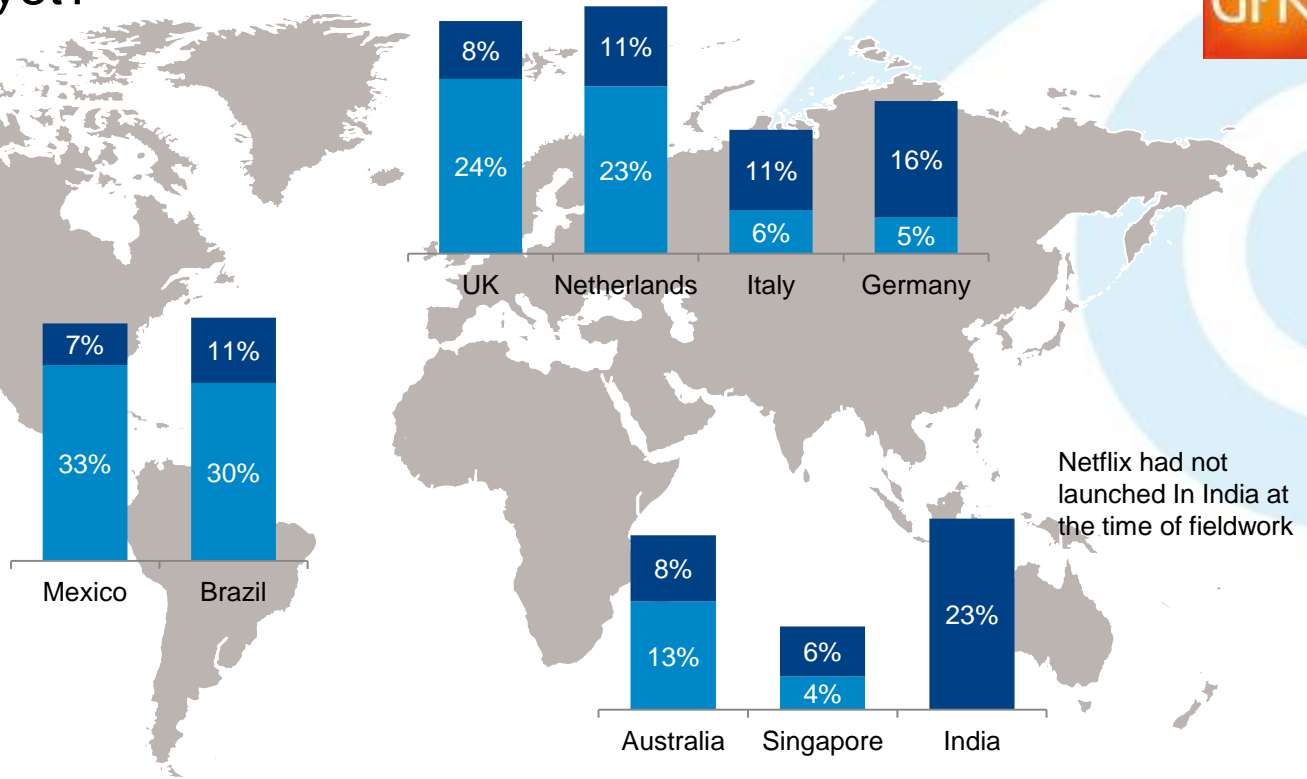 8%
11%
24%
23%
11%
16%
6%
5%
UK Netherlands Italy Germany
7%
11%
33%
30%
Mexico Brazil
Netflix had not
launched In India at
the time of fieldwork
8%
13%
6%
4%
23%
Australia Singapore India